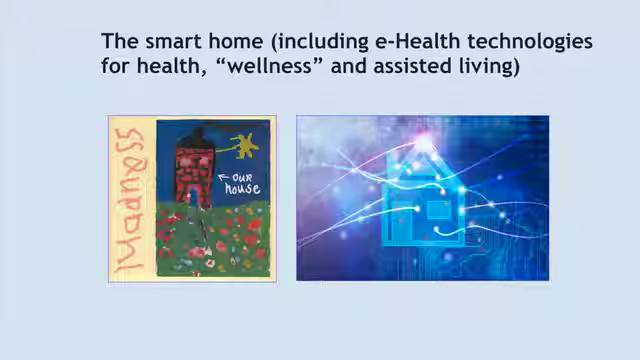 The smart home (including e-Health technologies
for health, “wellness” and assisted living)
Madness
← our
house